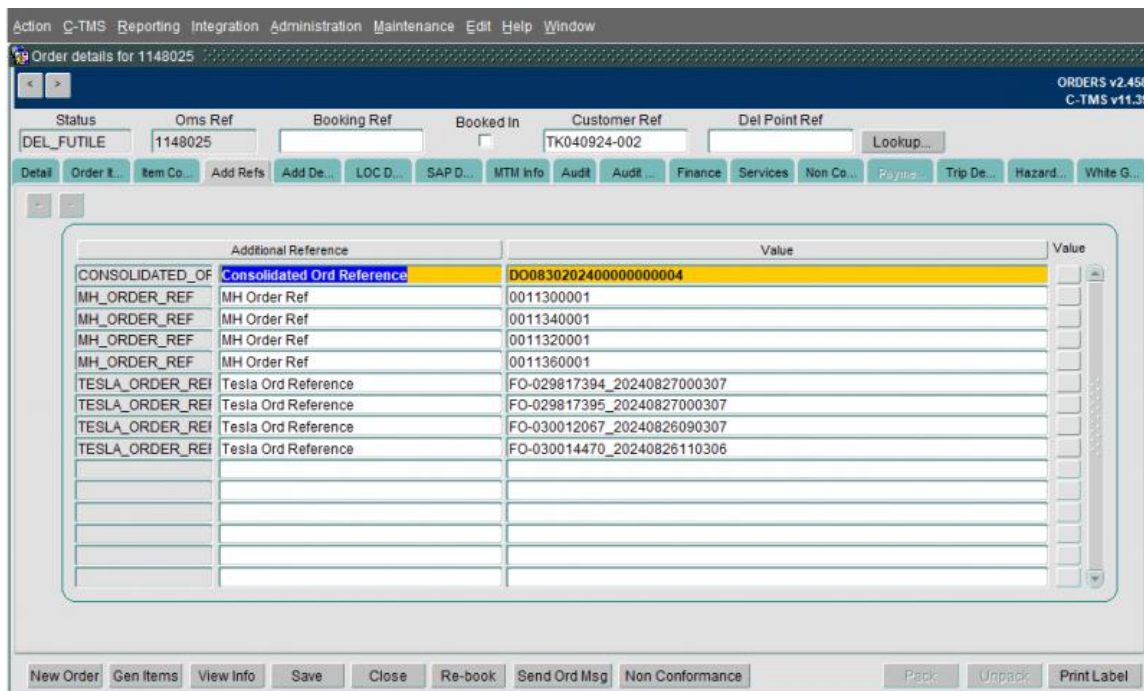 Action C-TMS Reporting Integration Administration Maintenance Edit Help Window
Order details for 1148025
< >
ORDERS v2.458
C-TMS v11.39
Status Oms Ref Booking Ref Booked In Customer Ref Del Point Ref
DEL_FUTILE 1148025 TK040924-002 Lookup...
Detail Order It... Item Co... Add Refs Add De... LOC D... SAP D... MTM Info Audit Audit ... Finance Services Non Co... Payme... Trip De... Hazard... White G...
+ -
Additional Reference Value Value
CONSOLIDATED_OF Consolidated Ord Reference DO0830202400000000004
MH_ORDER_REF MH Order Ref 0011300001
MH_ORDER_REF MH Order Ref 0011340001
MH_ORDER_REF MH Order Ref 0011320001
MH_ORDER_REF MH Order Ref 0011360001
TESLA_ORDER_REF Tesla Ord Reference FO-029817394_20240827000307
TESLA_ORDER_REF Tesla Ord Reference FO-029817395_20240827000307
TESLA_ORDER_REF Tesla Ord Reference FO-030012067_20240826090307
TESLA_ORDER_REF Tesla Ord Reference FO-030014470_20240826110306
New Order Gen Items View Info Save Close Re-book Send Ord Msg Non Conformance Pack Unpack Print Label